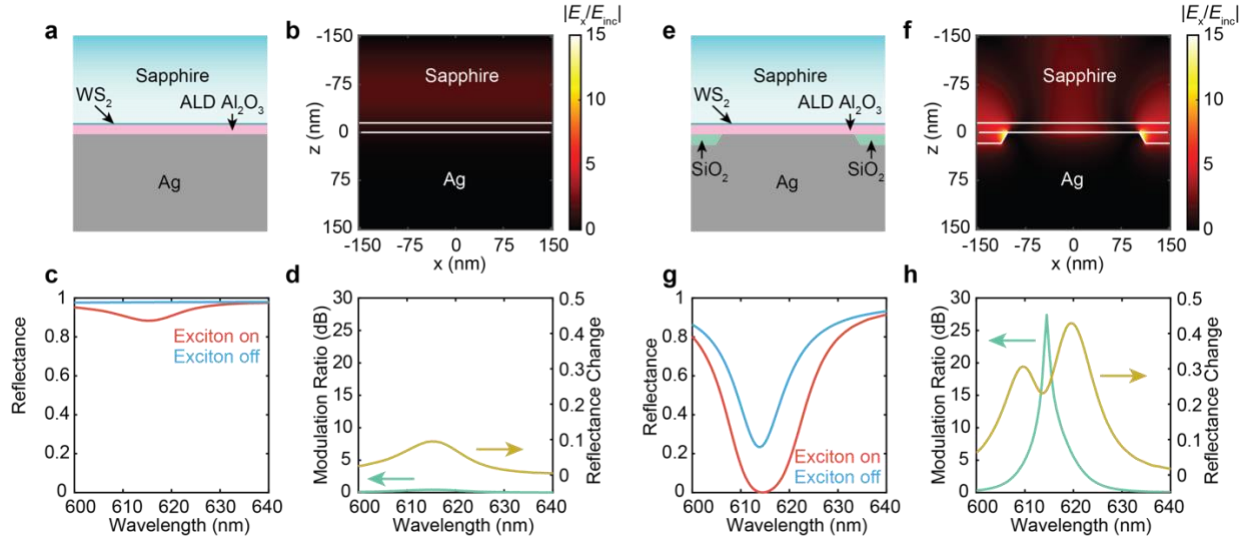 a
Sapphire
WS₂
ALD Al₂O₃
Ag
b
|Eₓ/E_inc|
-150
-75
0
75
150
z (nm)
Sapphire
Ag
-150 -75 0 75 150
x (nm)
15
10
5
0
e
Sapphire
WS₂
ALD Al₂O₃
SiO₂
SiO₂
Ag
f
|Eₓ/E_inc|
-150
-75
0
75
150
z (nm)
Sapphire
Ag
-150 -75 0 75 150
x (nm)
15
10
5
0
c
1
0.8
0.6
0.4
0.2
0
Reflectance
Exciton on
Exciton off
600 610 620 630 640
Wavelength (nm)
d
30
25
20
15
10
5
0
Modulation Ratio (dB)
0.5
0.4
0.3
0.2
0.1
0
Reflectance Change
600 610 620 630 640
Wavelength (nm)
g
1
0.8
0.6
0.4
0.2
0
Reflectance
Exciton on
Exciton off
600 610 620 630 640
Wavelength (nm)
h
30
25
20
15
10
5
0
Modulation Ratio (dB)
0.5
0.4
0.3
0.2
0.1
0
Reflectance Change
600 610 620 630 640
Wavelength (nm)